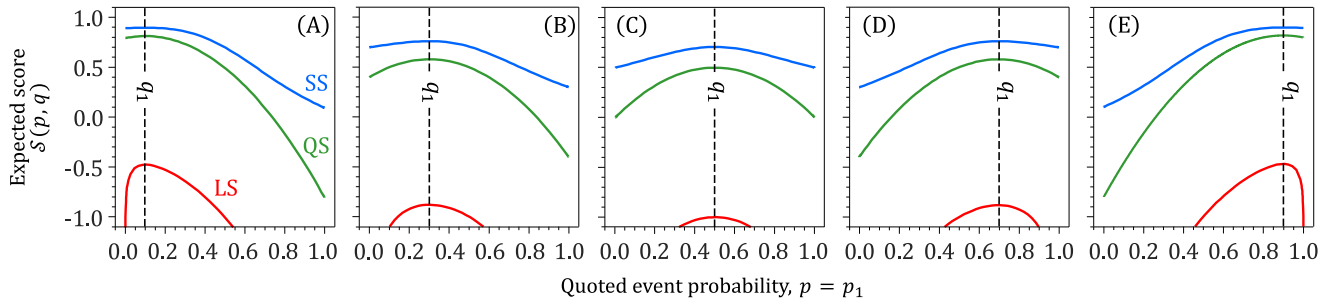 (A) (B) (C) (D) (E)
Expected score
𝒮(p, q)
1.0
0.5
0.0
-0.5
-1.0
q₁ q₁ q₁ q₁ q₁
SS
QS
LS
0.0 0.2 0.4 0.6 0.8 1.0 0.0 0.2 0.4 0.6 0.8 1.0 0.0 0.2 0.4 0.6 0.8 1.0 0.0 0.2 0.4 0.6 0.8 1.0 0.0 0.2 0.4 0.6 0.8 1.0
Quoted event probability, p = p₁